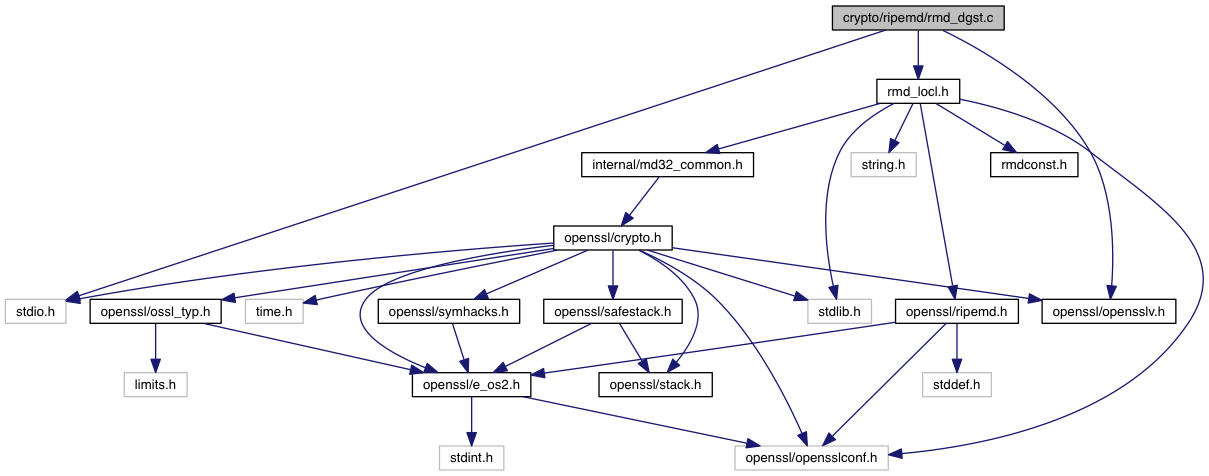 crypto/ripemd/rmd_dgst.c
rmd_locl.h
internal/md32_common.h
string.h
rmdconst.h
openssl/crypto.h
stdio.h
openssl/ossl_typ.h
time.h
openssl/symhacks.h
openssl/safestack.h
stdlib.h
openssl/ripemd.h
openssl/opensslv.h
limits.h
openssl/e_os2.h
openssl/stack.h
stddef.h
stdint.h
openssl/opensslconf.h